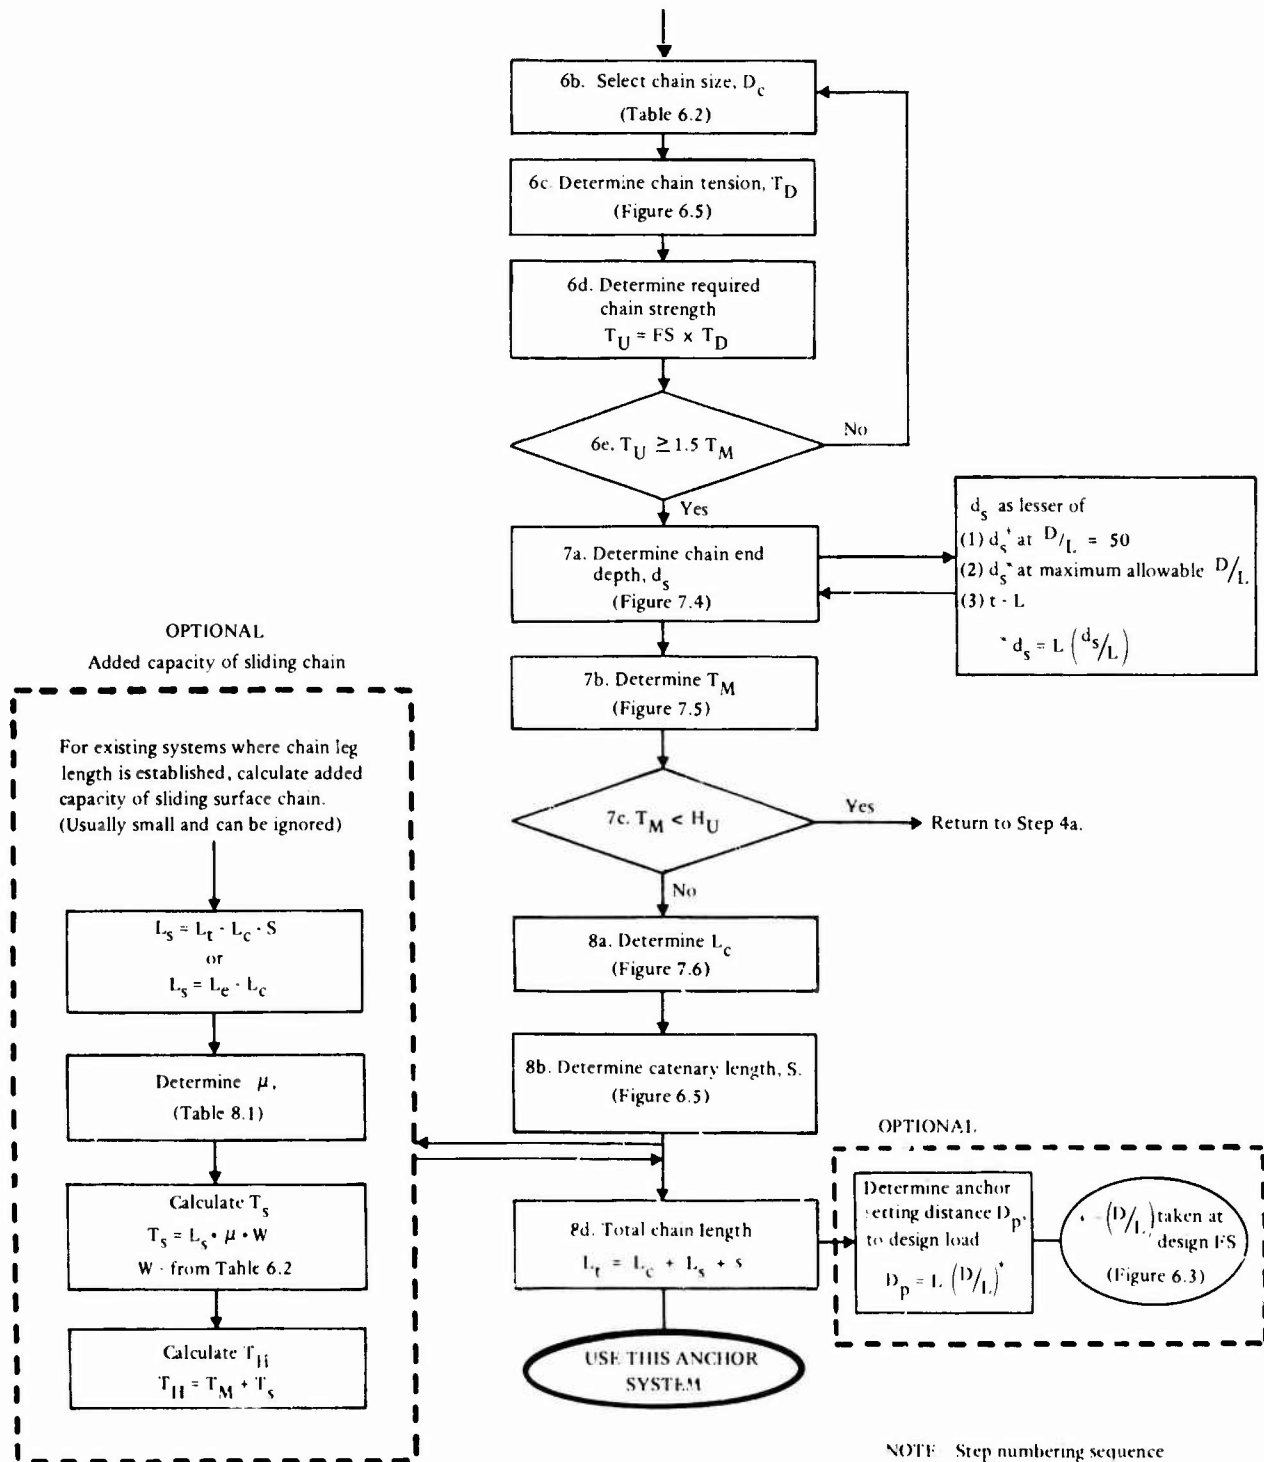 6b. Select chain size, D_c
(Table 6.2)
6c. Determine chain tension, T_D
(Figure 6.5)
6d. Determine required
chain strength
T_U = FS x T_D
6e. T_U ≥ 1.5 T_M
No
Yes
7a. Determine chain end
depth, d_s
(Figure 7.4)
d_s as lesser of
(1) d_s* at D/L = 50
(2) d_s* at maximum allowable D/L
(3) t - L
* d_s = L (d_s/L)
7b. Determine T_M
(Figure 7.5)
7c. T_M < H_U
Yes
Return to Step 4a.
No
8a. Determine L_c
(Figure 7.6)
8b. Determine catenary length, S.
(Figure 6.5)
8d. Total chain length
L_t = L_c + L_s + s
USE THIS ANCHOR
SYSTEM
OPTIONAL
Added capacity of sliding chain
For existing systems where chain leg
length is established, calculate added
capacity of sliding surface chain.
(Usually small and can be ignored)
L_s = L_t - L_c - S
or
L_s = L_e - L_c
Determine μ,
(Table 8.1)
Calculate T_s
T_s = L_s • μ • W
W - from Table 6.2
Calculate T_H
T_H = T_M + T_s
OPTIONAL
Determine anchor
setting distance D_p,
to design load
D_p = L (D/L)*
* - (D/L) taken at
design FS
(Figure 6.3)
NOTE Step numbering sequence